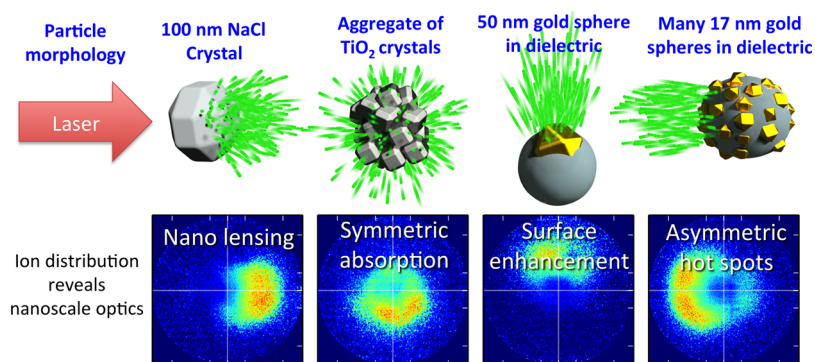 Particle
morphology
100 nm NaCl
Crystal
Aggregate of
TiO₂ crystals
50 nm gold sphere
in dielectric
Many 17 nm gold
spheres in dielectric
Laser
Ion distribution
reveals
nanoscale optics
Nano lensing
Symmetric
absorption
Surface
enhancement
Asymmetric
hot spots